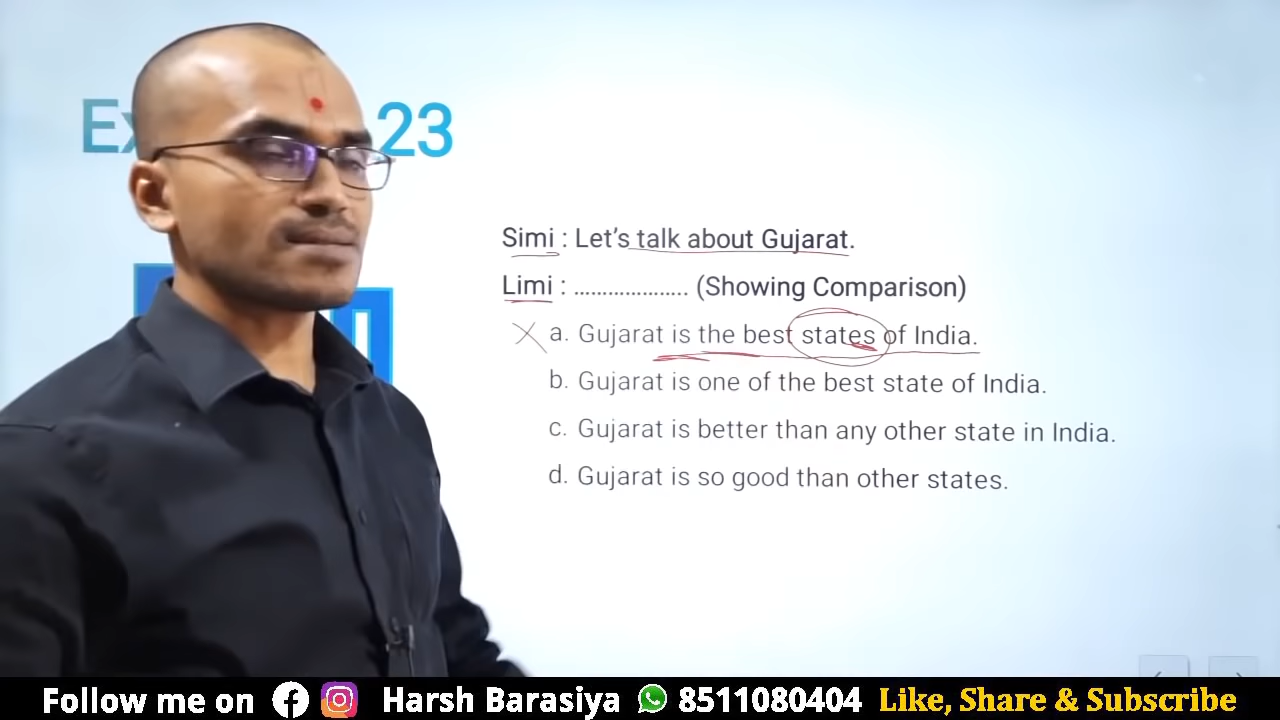 23
Simi : Let's talk about Gujarat.
Limi : ................... (Showing Comparison)
a. Gujarat is the best states of India.
b. Gujarat is one of the best state of India.
c. Gujarat is better than any other state in India.
d. Gujarat is so good than other states.
Follow me on Harsh Barasiya 8511080404 Like, Share & Subscribe